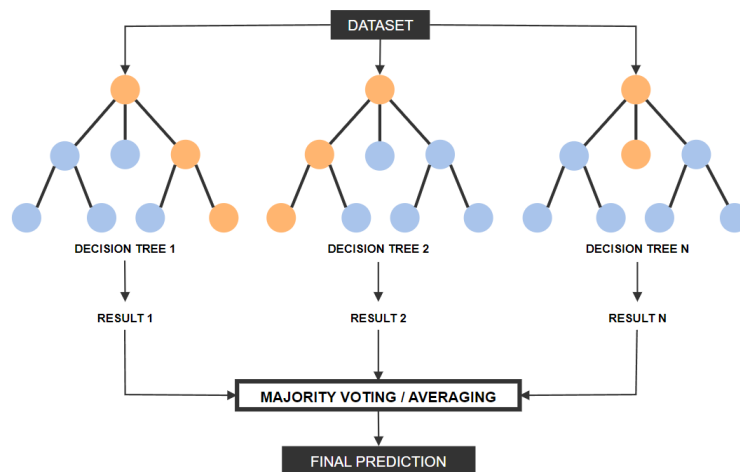 DATASET
DECISION TREE 1
DECISION TREE 2
DECISION TREE N
RESULT 1
RESULT 2
RESULT N
MAJORITY VOTING / AVERAGING
FINAL PREDICTION